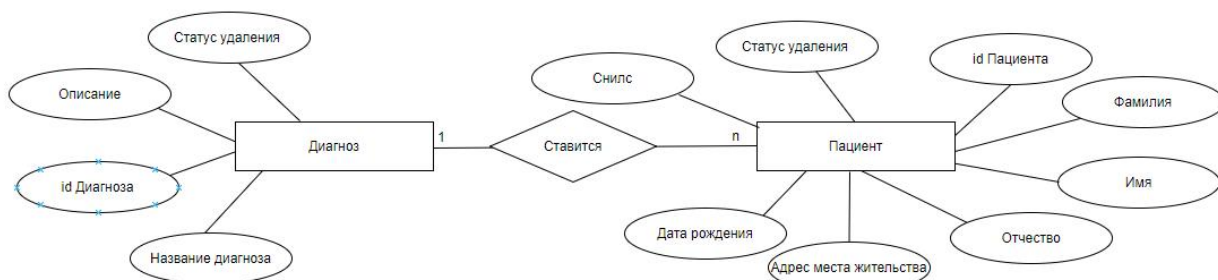 Статус удаления
Описание
id Диагноза
Название диагноза
Диагноз
1
Ставится
n
Снилс
Статус удаления
id Пациента
Фамилия
Пациент
Имя
Отчество
Дата рождения
Адрес места жительства